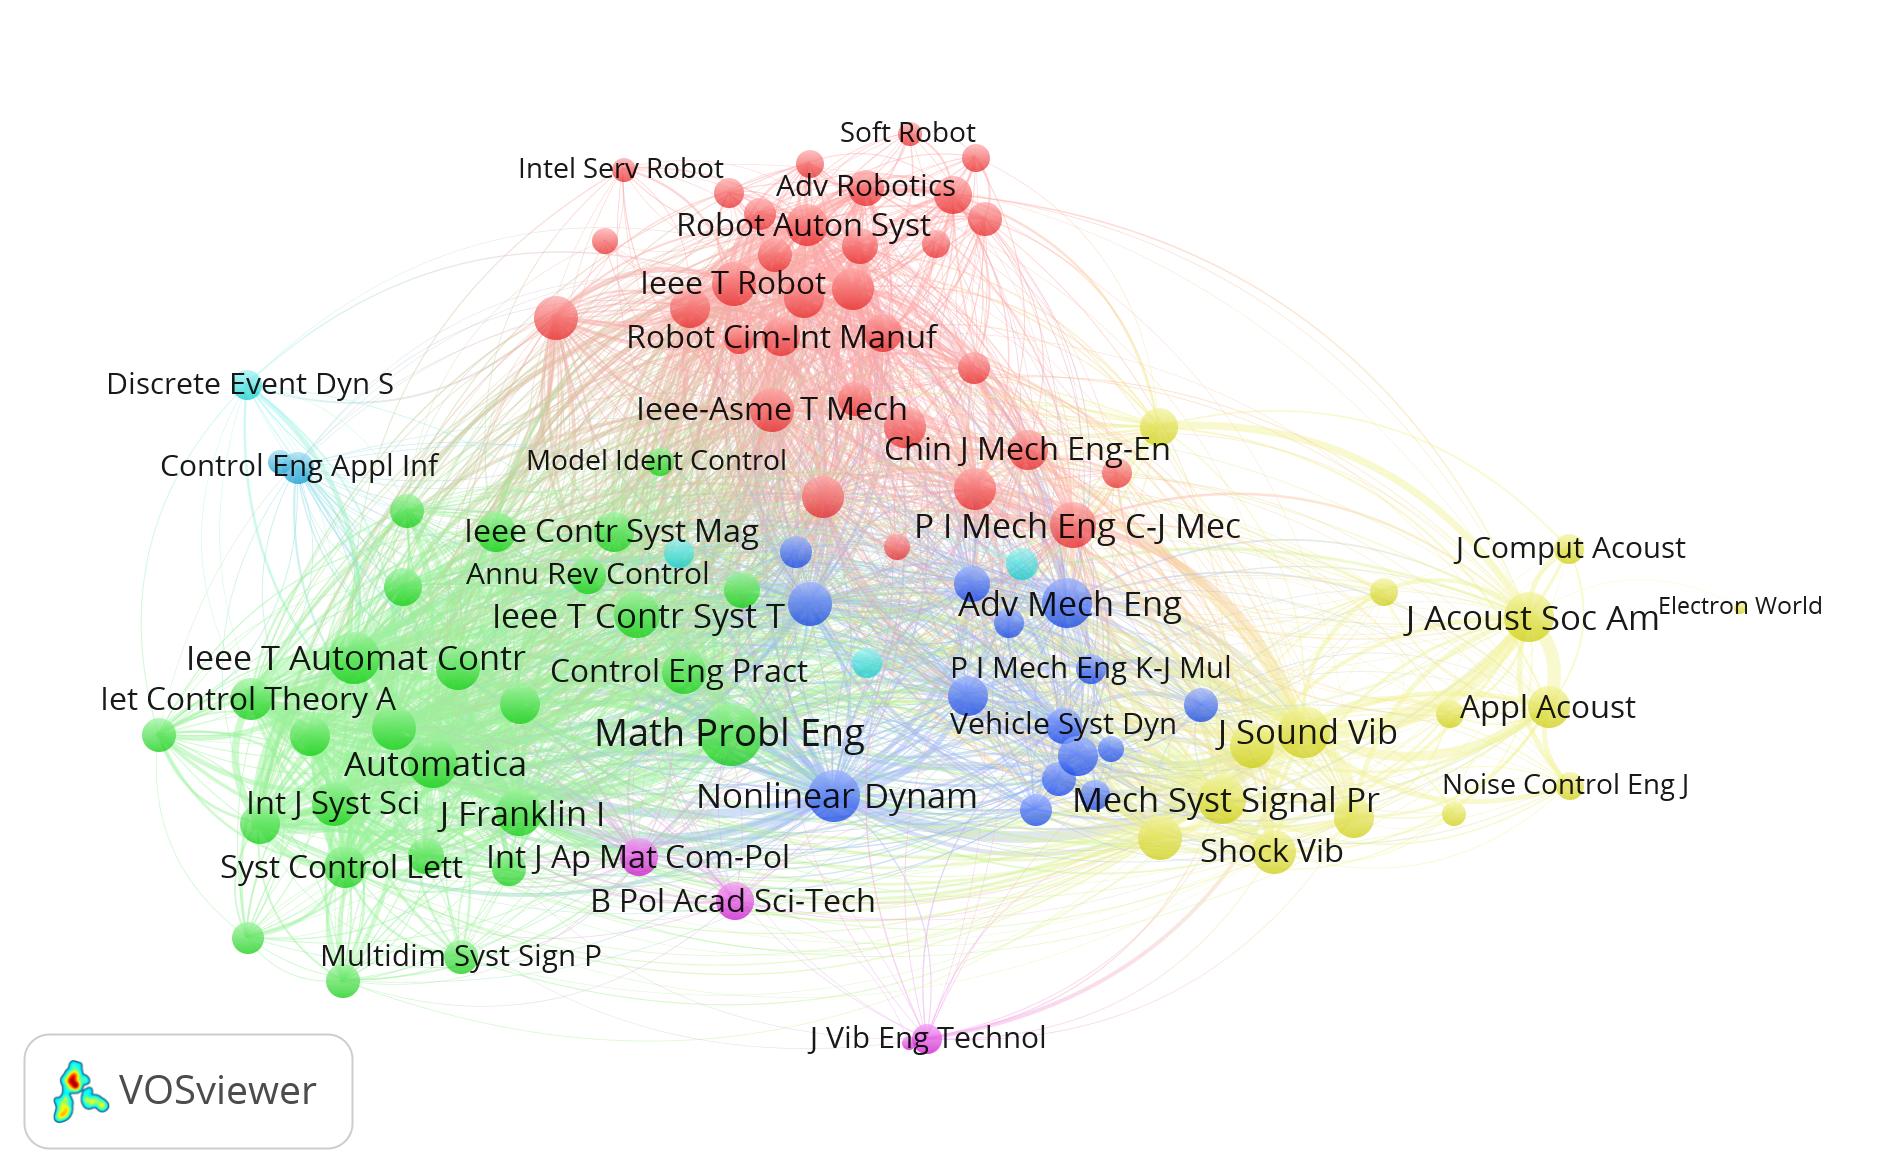 Soft Robot
Intel Serv Robot
Adv Robotics
Robot Auton Syst
Ieee T Robot
Robot Cim-Int Manuf
Discrete Event Dyn S
Ieee-Asme T Mech
Chin J Mech Eng-En
Control Eng Appl Inf
Model Ident Control
Ieee Contr Syst Mag
P I Mech Eng C-J Mec
J Comput Acoust
Annu Rev Control
Ieee T Contr Syst T
Adv Mech Eng
J Acoust Soc Am
Electron World
Ieee T Automat Contr
Control Eng Pract
P I Mech Eng K-J Mul
Iet Control Theory A
Appl Acoust
Math Probl Eng
Vehicle Syst Dyn
J Sound Vib
Automatica
Noise Control Eng J
Int J Syst Sci
J Franklin I
Nonlinear Dynam
Mech Syst Signal Pr
Syst Control Lett
Int J Ap Mat Com-Pol
Shock Vib
B Pol Acad Sci-Tech
Multidim Syst Sign P
J Vib Eng Technol
VOSviewer